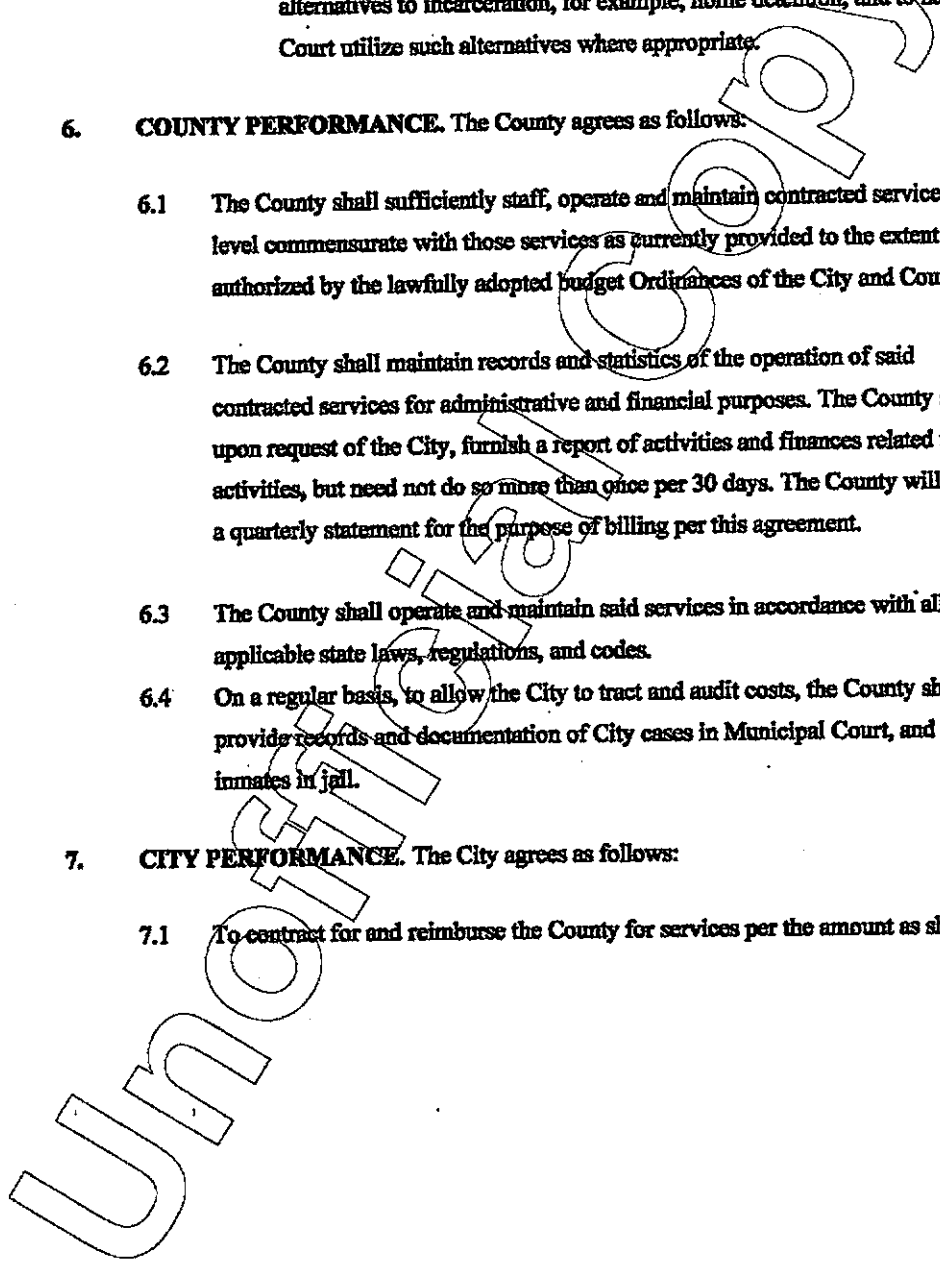 alternatives to incarceration, for example, home detention, and to
Court utilize such alternatives where appropriate.
6. COUNTY PERFORMANCE. The County agrees as follows:
6.1 The County shall sufficiently staff, operate and maintain contracted service
level commensurate with those services as currently provided to the extent
authorized by the lawfully adopted budget Ordinances of the City and Cou
6.2 The County shall maintain records and statistics of the operation of said
contracted services for administrative and financial purposes. The County
upon request of the City, furnish a report of activities and finances related
activities, but need not do so more than once per 30 days. The County will
a quarterly statement for the purpose of billing per this agreement.
6.3 The County shall operate and maintain said services in accordance with al
applicable state laws, regulations, and codes.
6.4 On a regular basis, to allow the City to tract and audit costs, the County sh
provide records and documentation of City cases in Municipal Court, and
inmates in jail.
7. CITY PERFORMANCE. The City agrees as follows:
7.1 To contract for and reimburse the County for services per the amount as sh
Unofficial Copy